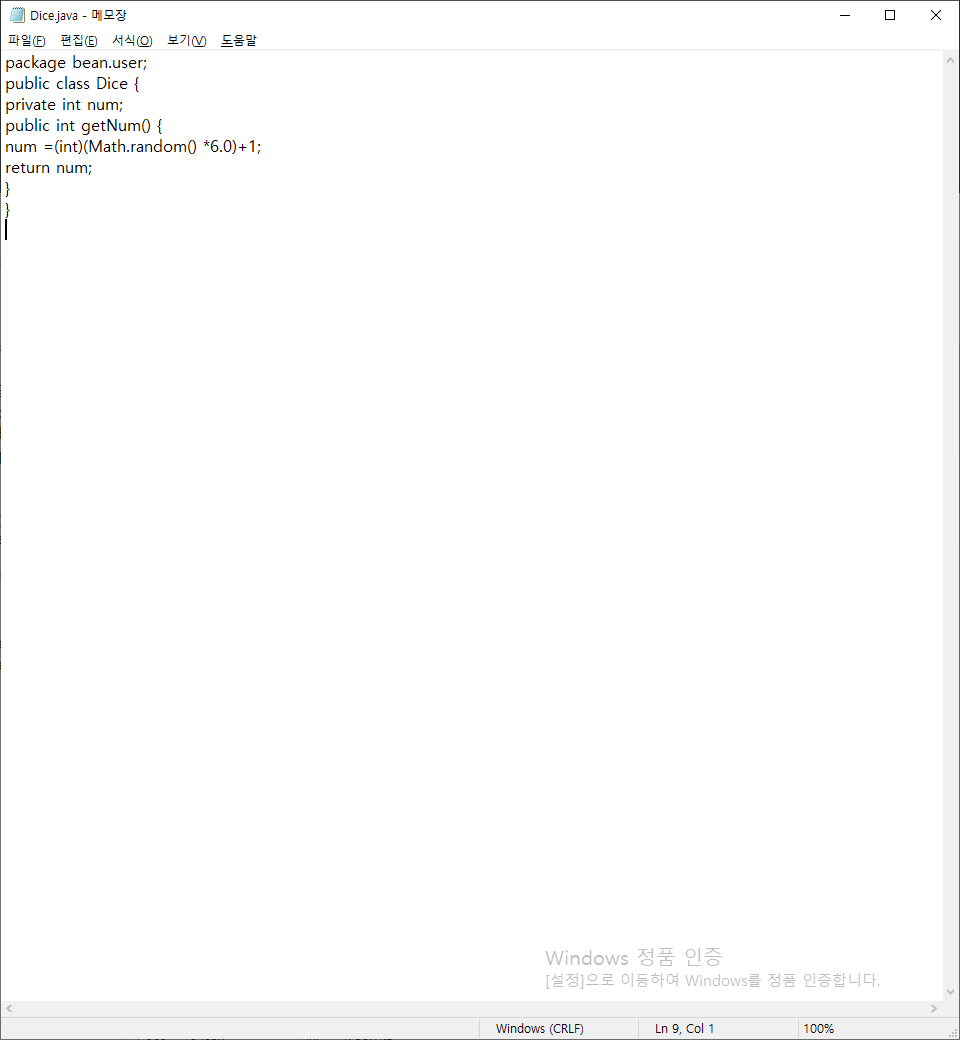 Dice.java - 메모장
파일(F) 편집(E) 서식(O) 보기(V) 도움말
package bean.user;
public class Dice {
private int num;
public int getNum() {
num =(int)(Math.random() *6.0)+1;
return num;
}
}
Windows 정품 인증
[설정]으로 이동하여 Windows를 정품 인증합니다.
Windows (CRLF) Ln 9, Col 1 100%